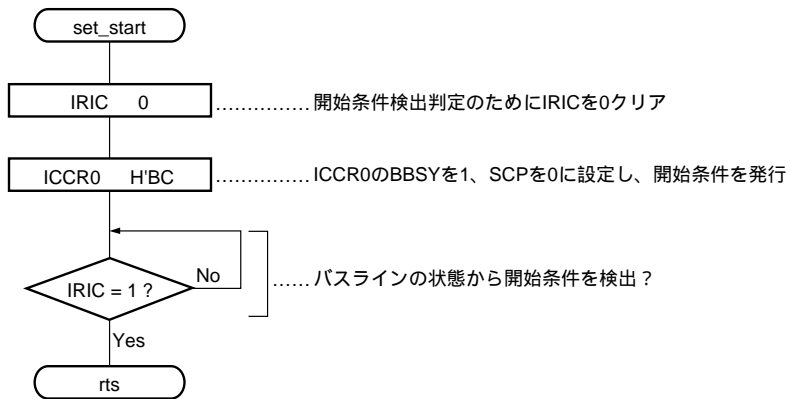 set_start
IRIC 0 ............... 開始条件検出判定のためにIRICを0クリア
ICCR0 H'BC ............... ICCR0のBBSYを1、SCPを0に設定し、開始条件を発行
IRIC = 1 ? No ...... バスラインの状態から開始条件を検出？
Yes
rts